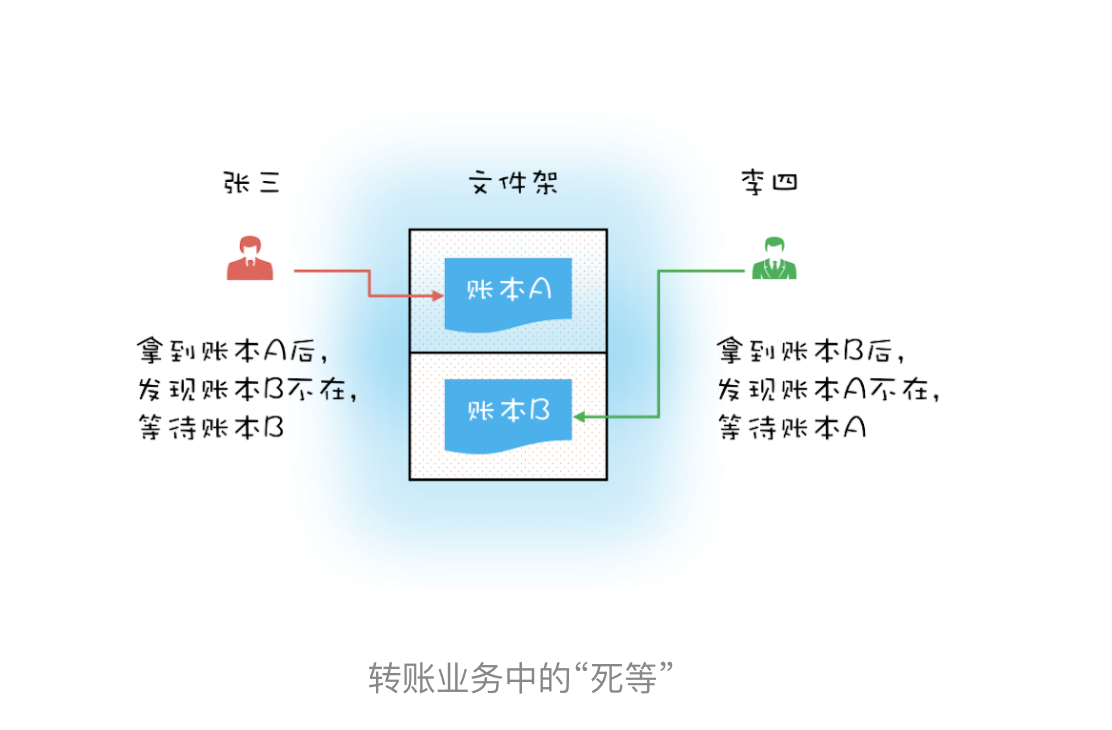 张三
文件架
李四
账本A
拿到账本A后,
发现账本B不在,
等待账本B
账本B
拿到账本B后,
发现账本A不在,
等待账本A
转账业务中的“死等”